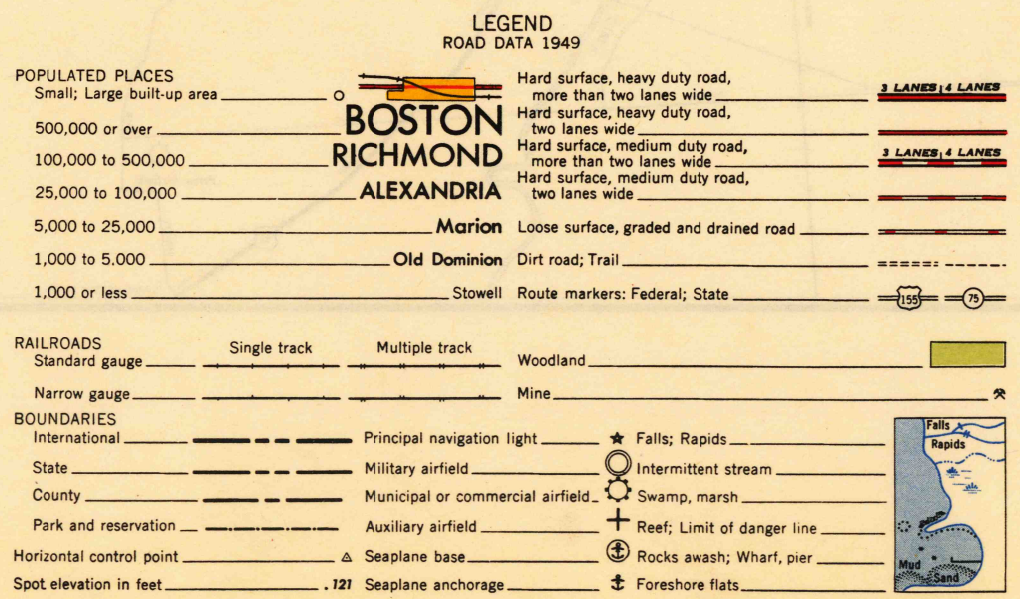 LEGEND
ROAD DATA 1949
POPULATED PLACES
Small; Large built-up area
500,000 or over BOSTON
100,000 to 500,000 RICHMOND
25,000 to 100,000 ALEXANDRIA
5,000 to 25,000 Marion
1,000 to 5,000 Old Dominion
1,000 or less Stowell
Hard surface, heavy duty road,
more than two lanes wide 3 LANES 4 LANES
Hard surface, heavy duty road,
two lanes wide
Hard surface, medium duty road,
more than two lanes wide 3 LANES 4 LANES
Hard surface, medium duty road,
two lanes wide
Loose surface, graded and drained road
Dirt road; Trail
Route markers: Federal; State 155 75
RAILROADS Single track Multiple track
Standard gauge
Narrow gauge
Woodland
Mine
BOUNDARIES
International
State
County
Park and reservation
Horizontal control point
Spot elevation in feet .121
Principal navigation light
Military airfield
Municipal or commercial airfield
Auxiliary airfield
Seaplane base
Seaplane anchorage
Falls; Rapids
Intermittent stream
Swamp, marsh
Reef; Limit of danger line
Rocks awash; Wharf, pier
Foreshore flats
Falls
Rapids
Mud
Sand